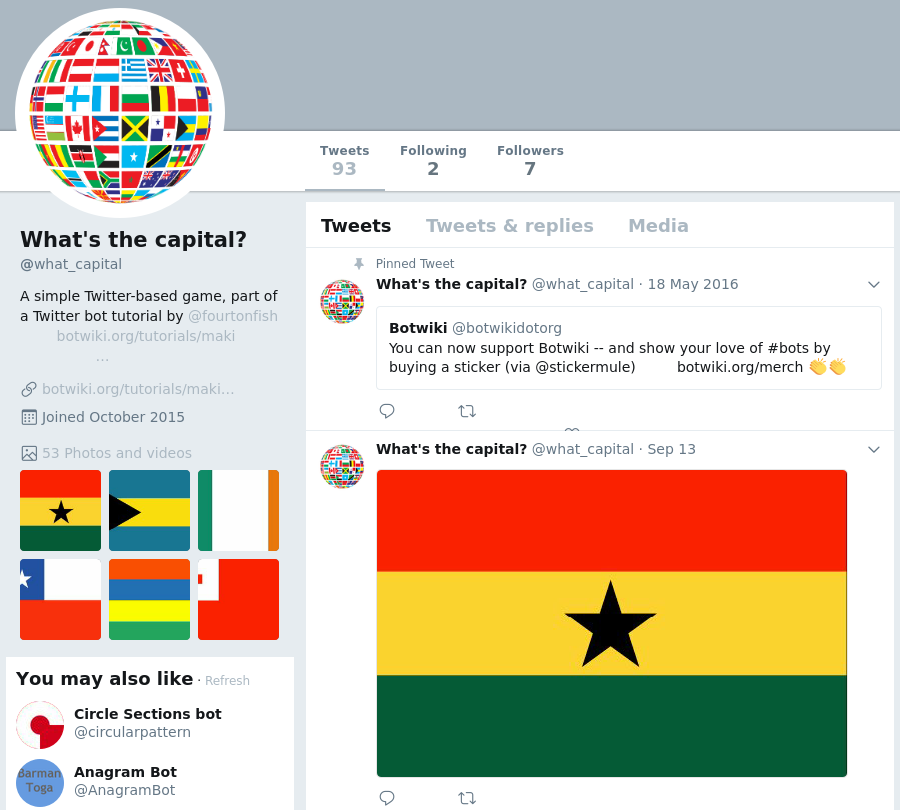 Tweets
93
Following
2
Followers
7
What's the capital?
@what_capital
A simple Twitter-based game, part of
a Twitter bot tutorial by @fourtonfish
botwiki.org/tutorials/maki
…
botwiki.org/tutorials/maki…
Joined October 2015
53 Photos and videos
You may also like · Refresh
Circle Sections bot
@circularpattern
Barman
Toga
Anagram Bot
@AnagramBot
Tweets
Tweets & replies
Media
Pinned Tweet
What's the capital? @what_capital · 18 May 2016
Botwiki @botwikidotorg
You can now support Botwiki -- and show your love of #bots by
buying a sticker (via @stickermule) botwiki.org/merch 👏👏
What's the capital? @what_capital · Sep 13